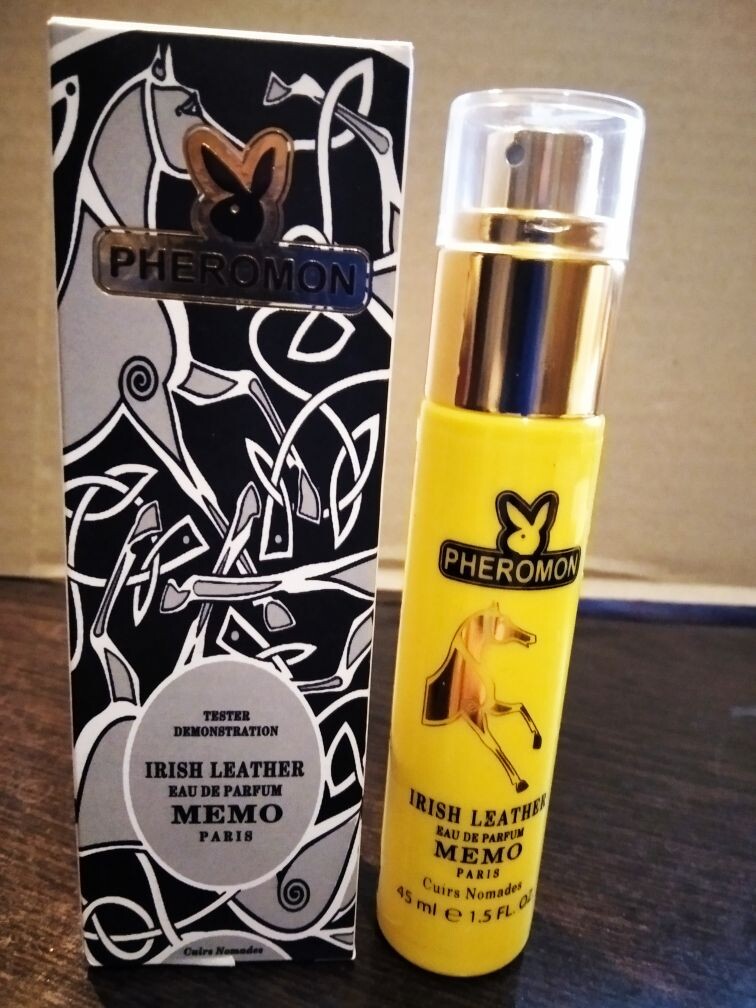 PHEROMON
TESTER
DEMONSTRATION
IRISH LEATHER
EAU DE PARFUM
MEMO
PARIS
Cuirs Nomades
PHEROMON
IRISH LEATHER
EAU DE PARFUM
MEMO
PARIS
Cuirs Nomades
45 ml e 1.5 FL. OZ.